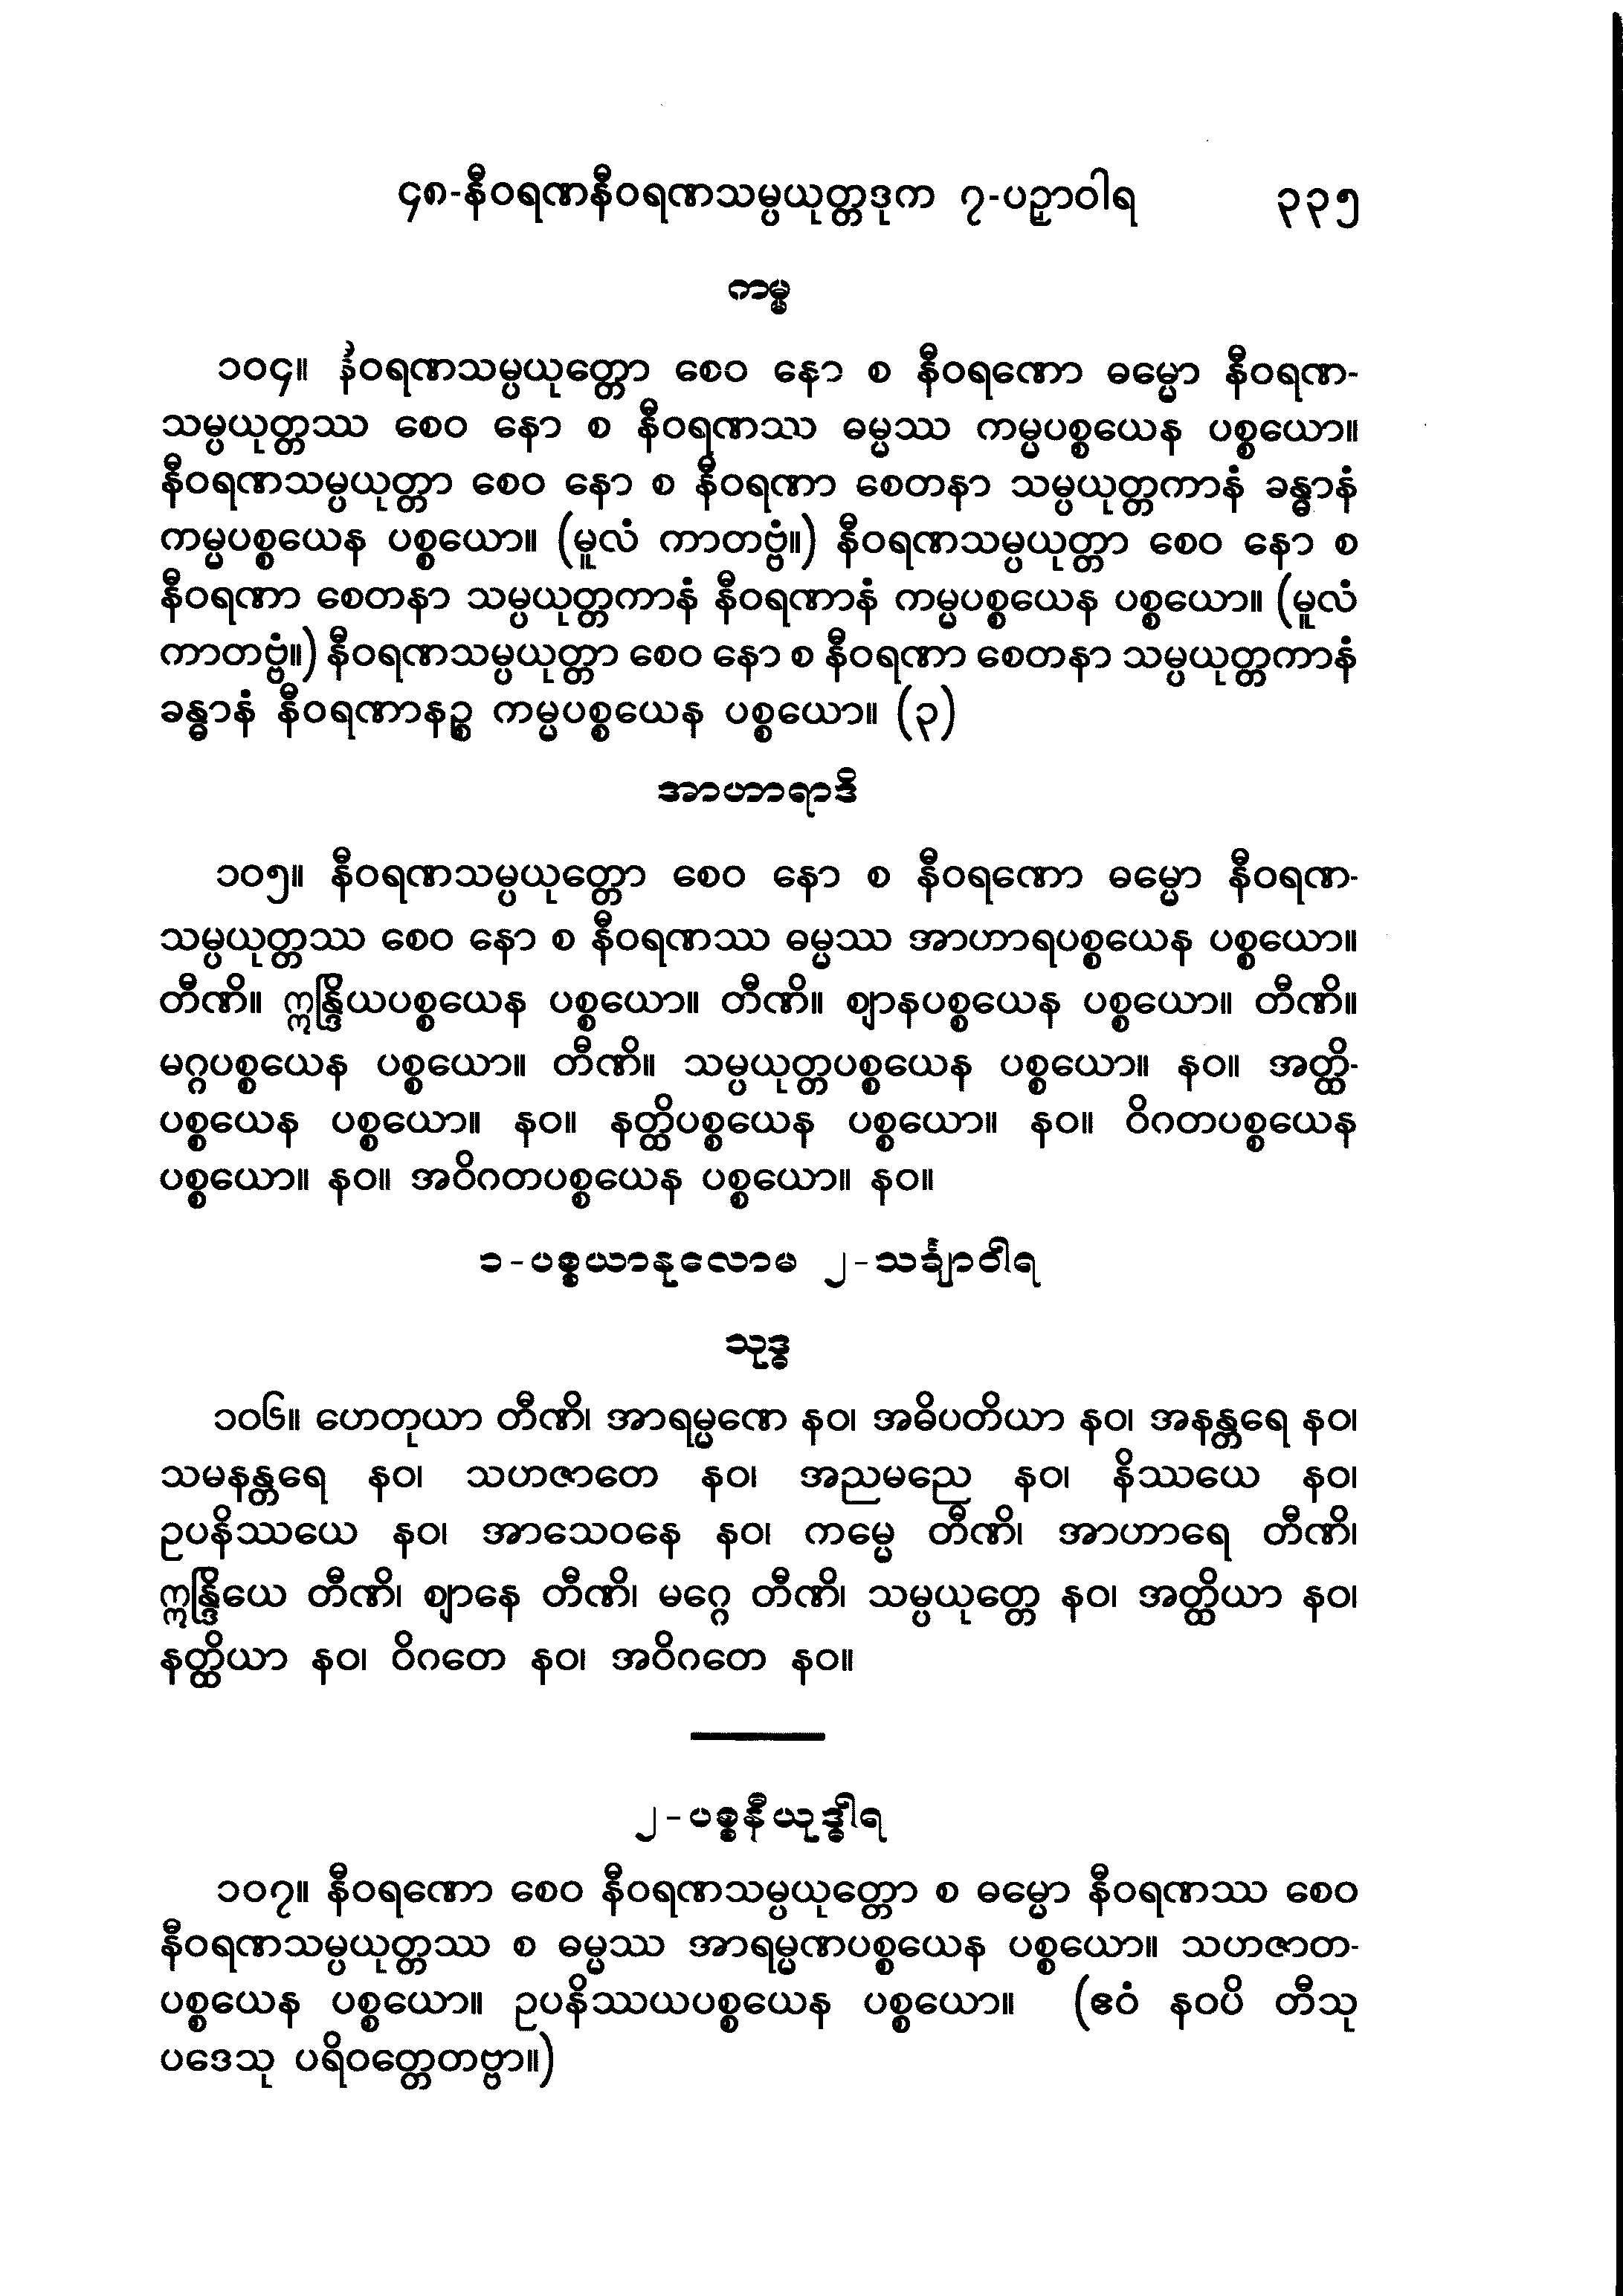 ၄၈-နီဝရဏနီဝရဏသမ္ပယုတ္တဒုက ၇-ပဉှာဝါရ ၃၃၅
ကမ္မ
၁၀၄။ နီဝရဏသမ္ပယုတ္တော စေဝ နော စ နီဝရဏော ဓမ္မော နီဝရဏ-
သမ္ပယုတ္တဿ စေဝ နော စ နီဝရဏဿ ဓမ္မဿ ကမ္မပစ္စယေန ပစ္စယော။
နီဝရဏသမ္ပယုတ္တာ စေဝ နော စ နီဝရဏာ စေတနာ သမ္ပယုတ္တကာနံ ခန္ဓာနံ
ကမ္မပစ္စယေန ပစ္စယော။ (မူလံ ကာတဗ္ဗံ။) နီဝရဏသမ္ပယုတ္တာ စေဝ နော စ
နီဝရဏာ စေတနာ သမ္ပယုတ္တကာနံ နီဝရဏာနံ ကမ္မပစ္စယေန ပစ္စယော။ (မူလံ
ကာတဗ္ဗံ။) နီဝရဏသမ္ပယုတ္တာ စေဝ နော စ နီဝရဏာ စေတနာ သမ္ပယုတ္တကာနံ
ခန္ဓာနံ နီဝရဏာနဉ္စ ကမ္မပစ္စယေန ပစ္စယော။ (၃)
အာဟာရာဒိ
၁၀၅။ နီဝရဏသမ္ပယုတ္တော စေဝ နော စ နီဝရဏော ဓမ္မော နီဝရဏ-
သမ္ပယုတ္တဿ စေဝ နော စ နီဝရဏဿ ဓမ္မဿ အာဟာရပစ္စယေန ပစ္စယော။
တီဏိ။ ဣန္ဒြိယပစ္စယေန ပစ္စယော။ တီဏိ။ ဈာနပစ္စယေန ပစ္စယော။ တီဏိ။
မဂ္ဂပစ္စယေန ပစ္စယော။ တီဏိ။ သမ္ပယုတ္တပစ္စယေန ပစ္စယော။ နဝ။ အတ္ထိ-
ပစ္စယေန ပစ္စယော။ နဝ။ နတ္ထိပစ္စယေန ပစ္စယော။ နဝ။ ဝိဂတပစ္စယေန
ပစ္စယော။ နဝ။ အဝိဂတပစ္စယေန ပစ္စယော။ နဝ။
၁-ပစ္စယာနုလောမ ၂-သင်္ချာဝါရ
သုဒ္ဓ
၁၀၆။ ဟေတုယာ တီဏိ၊ အာရမ္မဏေ နဝ၊ အဓိပတိယာ နဝ၊ အနန္တရေ နဝ၊
သမနန္တရေ နဝ၊ သဟဇာတေ နဝ၊ အညမညေ နဝ၊ နိဿယေ နဝ၊
ဥပနိဿယေ နဝ၊ အာသေဝနေ နဝ၊ ကမ္မေ တီဏိ၊ အာဟာရေ တီဏိ၊
ဣန္ဒြိယေ တီဏိ၊ ဈာနေ တီဏိ၊ မဂ္ဂေ တီဏိ၊ သမ္ပယုတ္တေ နဝ၊ အတ္ထိယာ နဝ၊
နတ္ထိယာ နဝ၊ ဝိဂတေ နဝ၊ အဝိဂတေ နဝ။
၂-ပစ္စနီယုဒ္ဓါရ
၁၀၇။ နီဝရဏော စေဝ နီဝရဏသမ္ပယုတ္တော စ ဓမ္မော နီဝရဏဿ စေဝ
နီဝရဏသမ္ပယုတ္တဿ စ ဓမ္မဿ အာရမ္မဏပစ္စယေန ပစ္စယော။ သဟဇာတ-
ပစ္စယေန ပစ္စယော။ ဥပနိဿယပစ္စယေန ပစ္စယော။ (ဧဝံ နဝပိ တီသု
ပဒေသု ပရိဝတ္တေတဗ္ဗာ။)